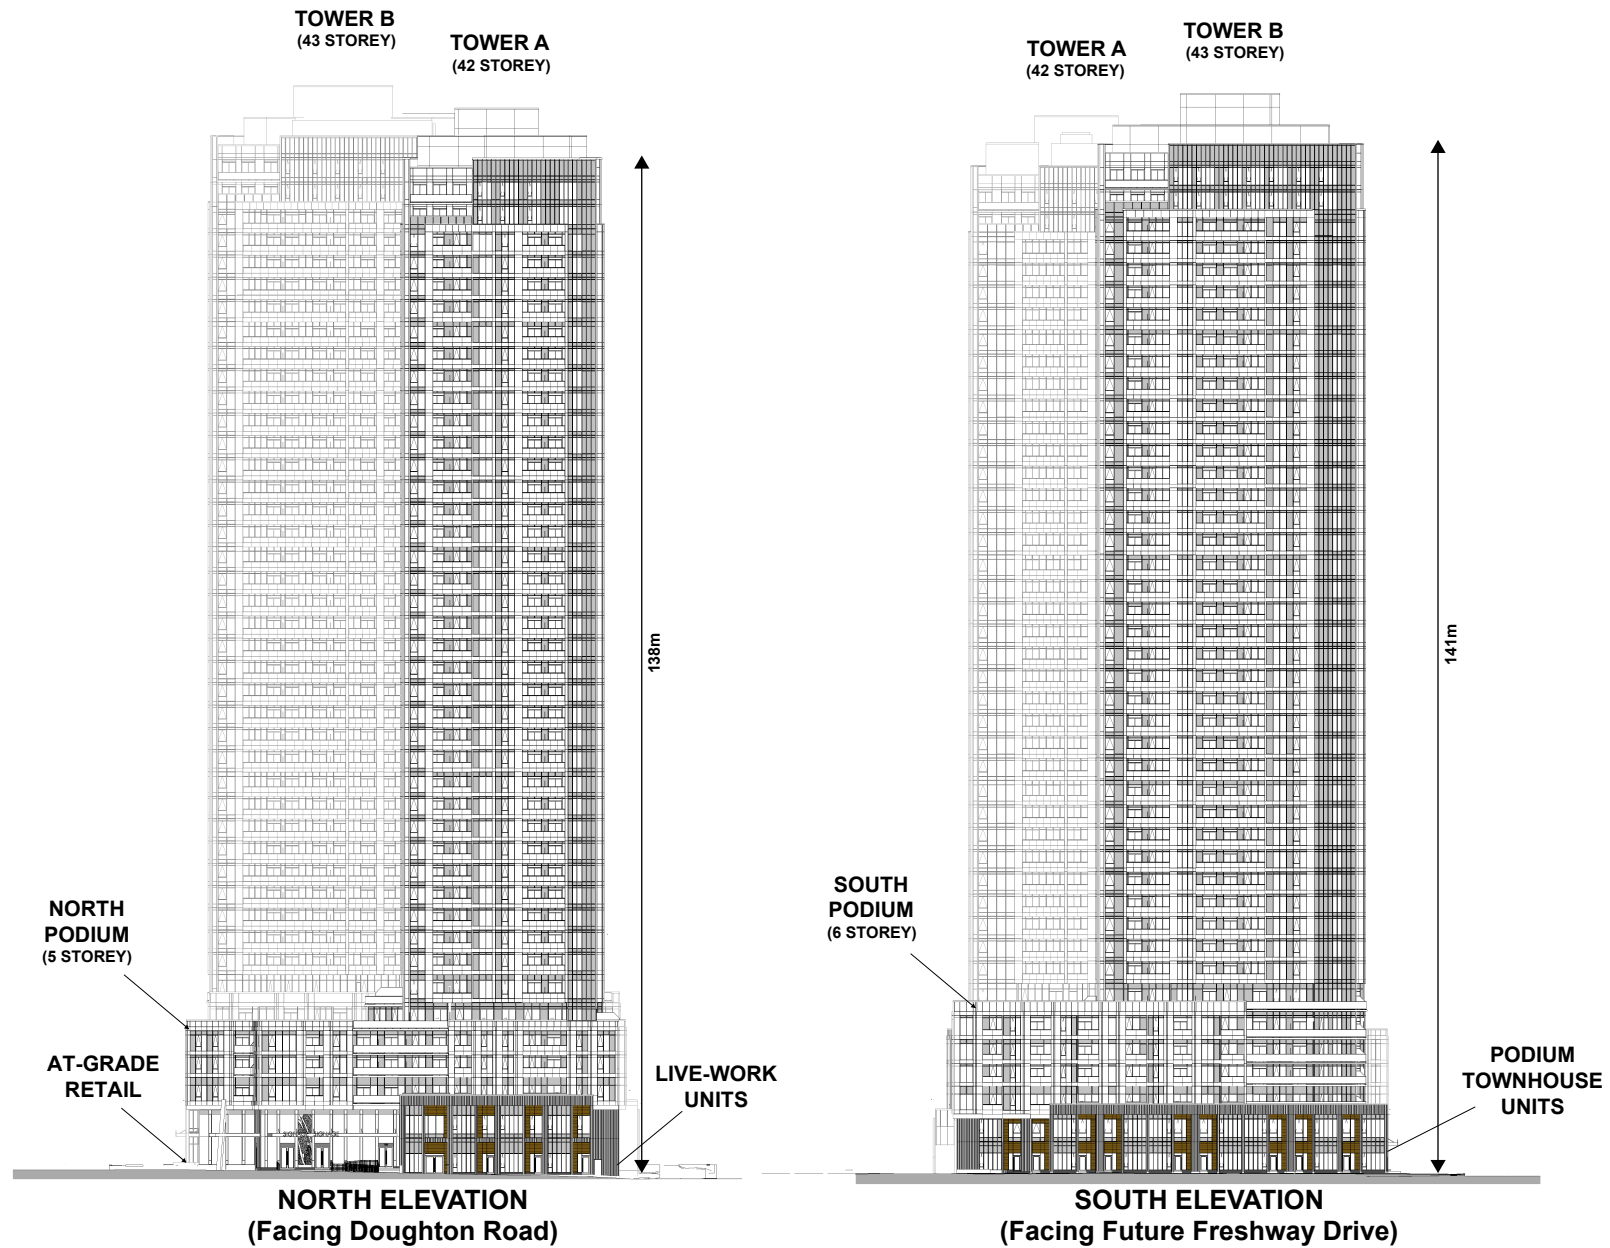 TOWER B
(43 STOREY)
TOWER A
(42 STOREY)
138m
NORTH
PODIUM
(5 STOREY)
AT-GRADE
RETAIL
LIVE-WORK
UNITS
SIGNAGE
NORTH ELEVATION
(Facing Doughton Road)
TOWER A
(42 STOREY)
TOWER B
(43 STOREY)
141m
SOUTH
PODIUM
(6 STOREY)
PODIUM
TOWNHOUSE
UNITS
SOUTH ELEVATION
(Facing Future Freshway Drive)